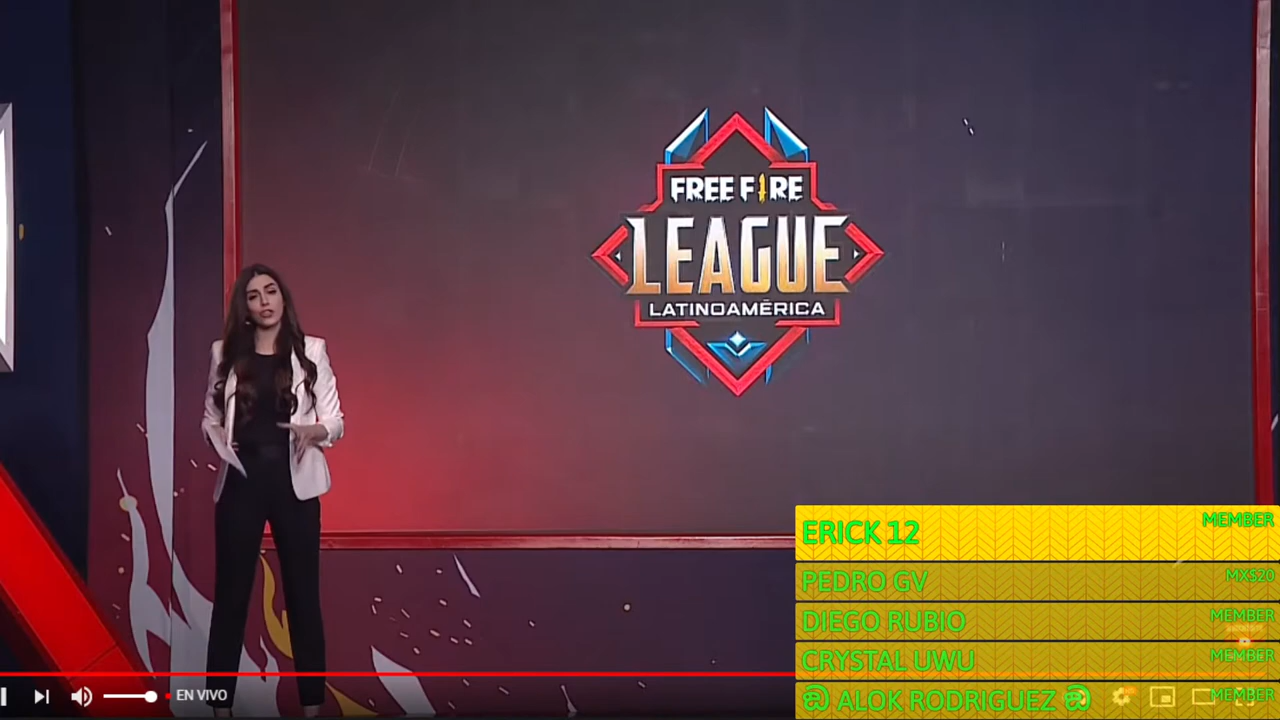 FREE FIRE
LEAGUE
LATINOAMÉRICA
ERICK 12
MEMBER
PEDRO GV
MX$20
DIEGO RUBIO
MEMBER
CRYSTAL UWU
MEMBER
ALOK RODRIGUEZ
MEMBER
EN VIVO